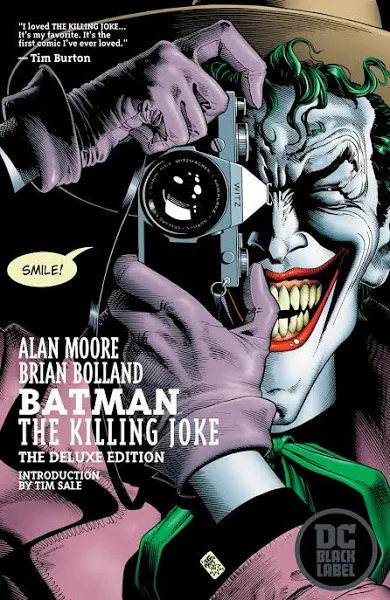 "I loved THE KILLING JOKE...
It's my favorite. It's the
first comic I've ever loved."
— Tim Burton
WITZ
SMILE!
ALAN MOORE
BRIAN BOLLAND
BATMAN
THE KILLING JOKE
THE DELUXE EDITION
INTRODUCTION
BY TIM SALE
DC
BLACK
LABEL